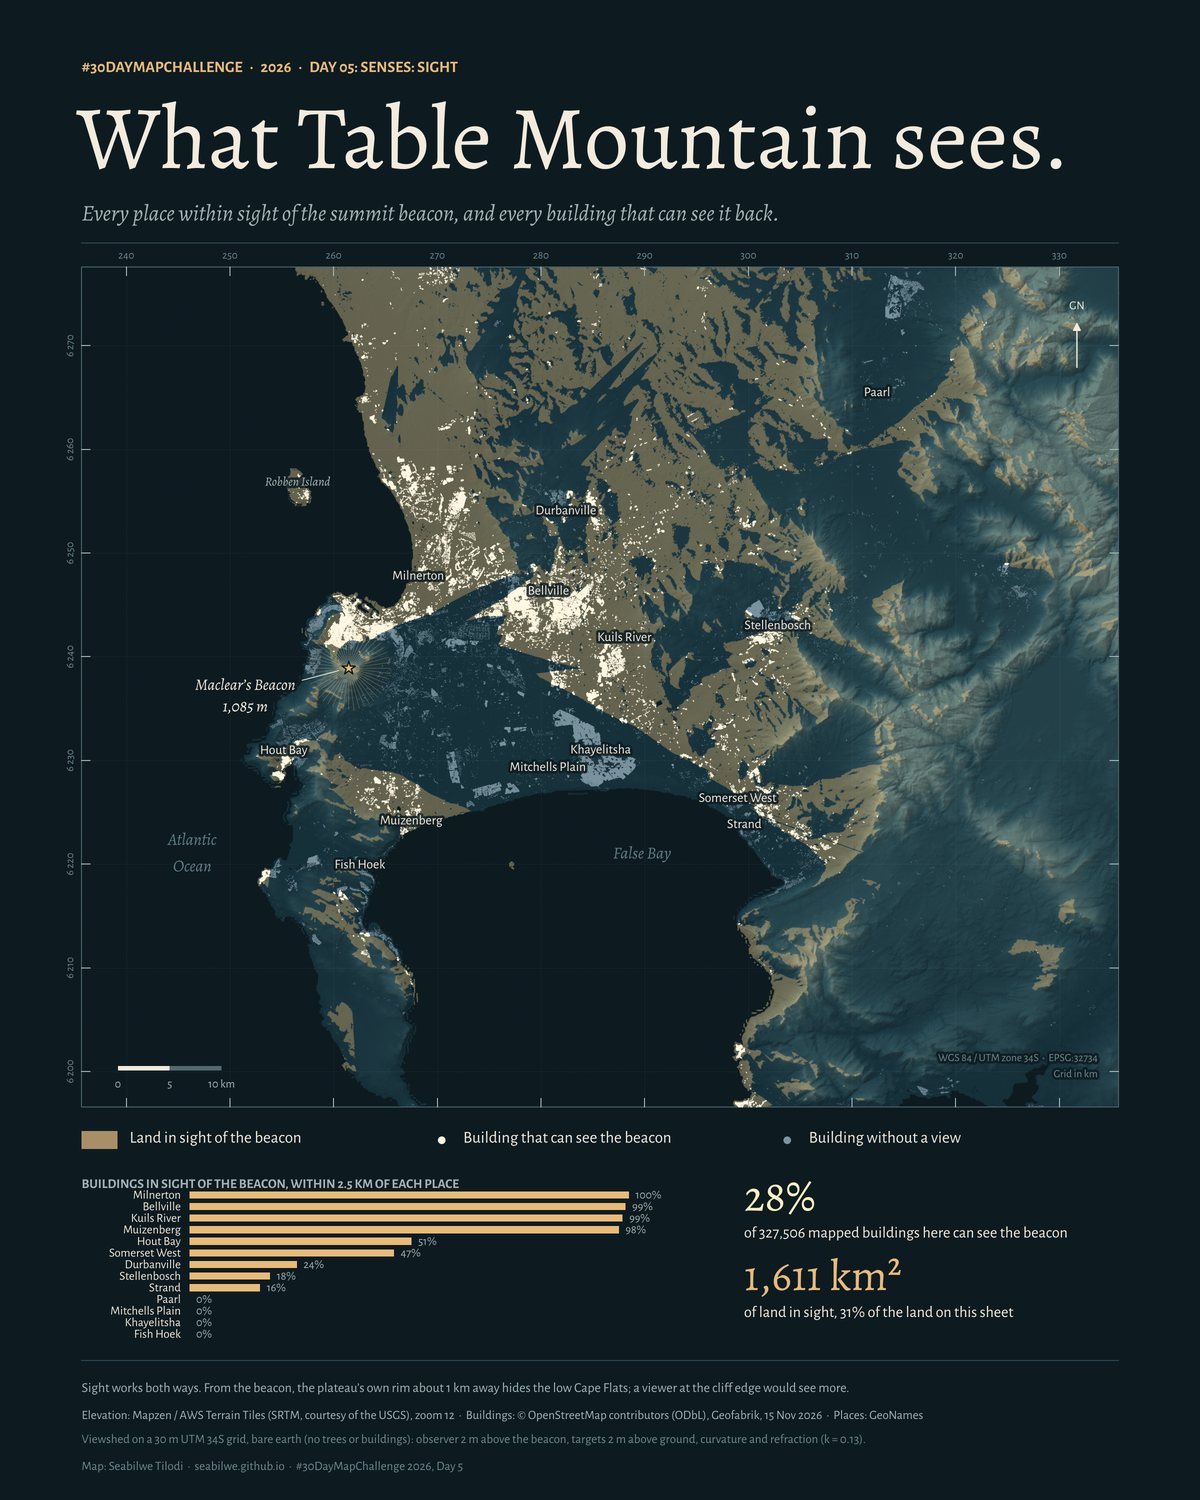 #30DAYMAPCHALLENGE · 2026 · DAY 05: SENSES: SIGHT
What Table Mountain sees.
Every place within sight of the summit beacon, and every building that can see it back.
240 250 260 270 280 290 300 310 320 330
GN
6 270
Paarl
6 260
Robben Island
Durbanville
6 250
Milnerton
Bellville
Stellenbosch
Kuils River
6 240
Maclear's Beacon
1,085 m
Hout Bay
Khayelitsha
6 230
Mitchells Plain
Somerset West
Muizenberg
Strand
Atlantic
Ocean
False Bay
6 220
Fish Hoek
6 210
WGS 84 / UTM zone 34S · EPSG:32734
Grid in km
6 200
0 5 10 km
Land in sight of the beacon
Building that can see the beacon
Building without a view
BUILDINGS IN SIGHT OF THE BEACON, WITHIN 2.5 KM OF EACH PLACE
Milnerton 100%
Bellville 99%
Kuils River 99%
Muizenberg 98%
Hout Bay 51%
Somerset West 47%
Durbanville 24%
Stellenbosch 18%
Strand 16%
Paarl 0%
Mitchells Plain 0%
Khayelitsha 0%
Fish Hoek 0%
28%
of 327,506 mapped buildings here can see the beacon
1,611 km²
of land in sight, 31% of the land on this sheet
Sight works both ways. From the beacon, the plateau's own rim about 1 km away hides the low Cape Flats; a viewer at the cliff edge would see more.
Elevation: Mapzen / AWS Terrain Tiles (SRTM, courtesy of the USGS), zoom 12 · Buildings: © OpenStreetMap contributors (ODbL), Geofabrik, 15 Nov 2026 · Places: GeoNames
Viewshed on a 30 m UTM 34S grid, bare earth (no trees or buildings): observer 2 m above the beacon, targets 2 m above ground, curvature and refraction (k = 0.13).
Map: Seabilwe Tilodi · seabilwe.github.io · #30DayMapChallenge 2026, Day 5